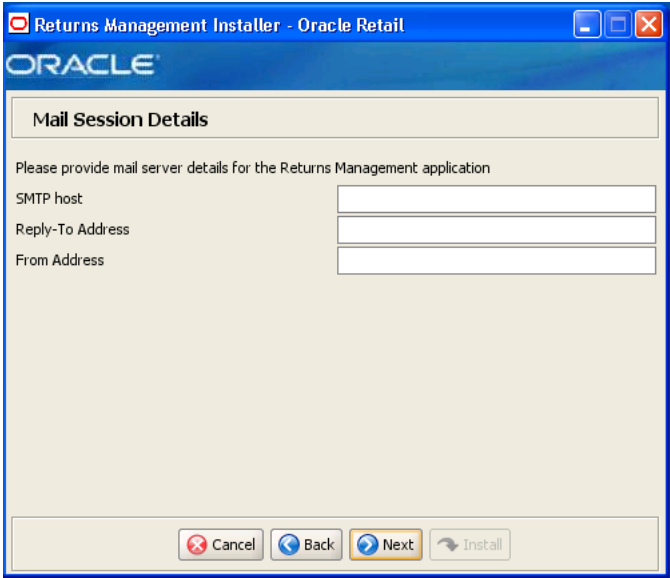 Returns Management Installer - Oracle Retail
ORACLE
Mail Session Details
Please provide mail server details for the Returns Management application
SMTP host
Reply-To Address
From Address
Cancel Back Next Install